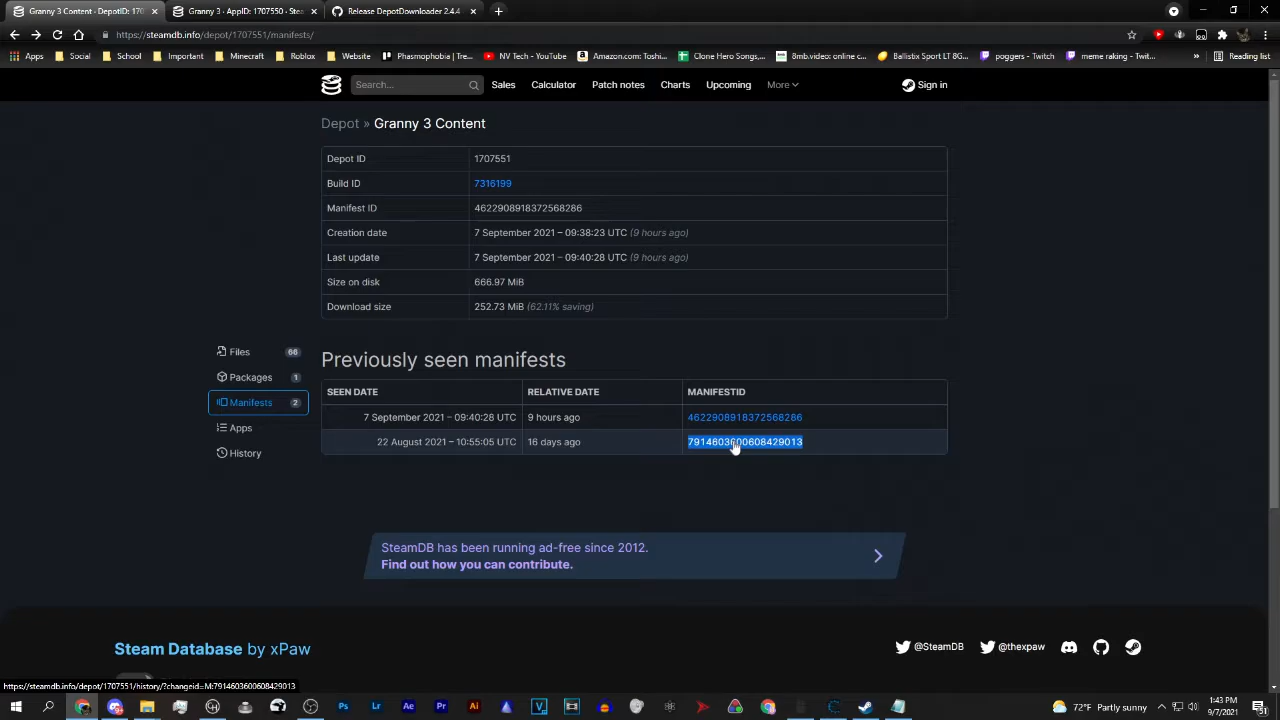 Granny 3 Content - DepotID: 170
Granny 3 · AppID: 1707550 · Ste
Release DepotDownloader 2.4.4
https://steamdb.info/depot/1707551/manifests/
Apps
Social
School
Important
Minecraft
Roblox
Website
Phasmophobia | Tre...
NV Tech - YouTube
Amazon.com: Toshi...
Clone Hero Songs,...
8mb.video: online c...
Ballistix Sport LT 8G...
poggers - Twitch
meme raking - Twit...
»
Reading list
Search...
Sales
Calculator
Patch notes
Charts
Upcoming
More
Sign in
Depot » Granny 3 Content
Depot ID 1707551
Build ID 7316199
Manifest ID 4622908918372568286
Creation date 7 September 2021 – 09:38:23 UTC (9 hours ago)
Last update 7 September 2021 – 09:40:28 UTC (9 hours ago)
Size on disk 666.97 MiB
Download size 252.73 MiB (62.11% saving)
Files 66
Packages 1
Manifests 2
Apps
History
Previously seen manifests
SEEN DATE RELATIVE DATE MANIFESTID
7 September 2021 – 09:40:28 UTC 9 hours ago 4622908918372568286
22 August 2021 – 10:55:05 UTC 16 days ago 7914603600608429013
SteamDB has been running ad-free since 2012.
Find out how you can contribute.
Steam Database by xPaw
@SteamDB
@thexpaw
https://steamdb.info/depot/1707551/history/?changeid=M:7914603600608429013
Ps
Lr
Ae
Pr
Ai
72°F Partly sunny
1:43 PM
9/7/2021